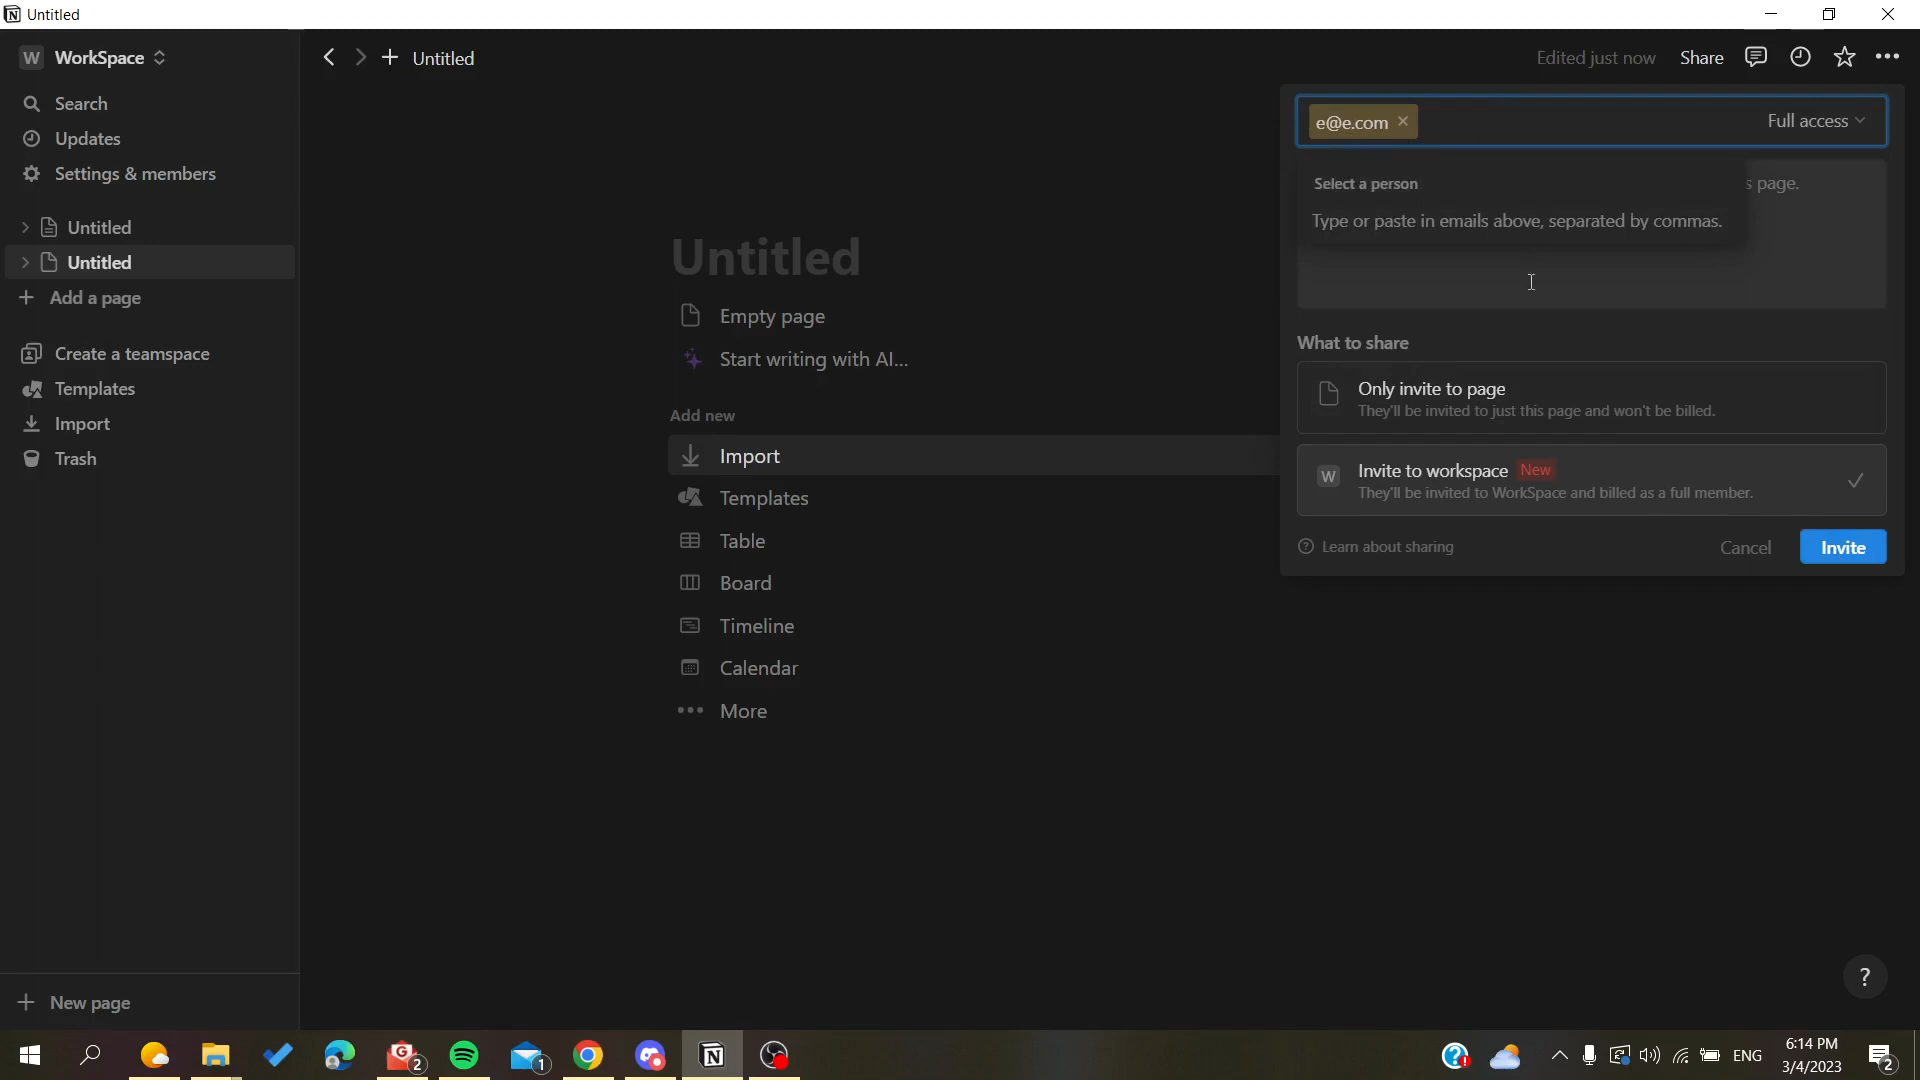 Untitled
W WorkSpace
Search
Updates
Settings & members
Untitled
Untitled
+ Add a page
Create a teamspace
Templates
Import
Trash
+ New page
+ Untitled
Edited just now Share
Untitled
Empty page
Start writing with AI...
Add new
Import
Templates
Table
Board
Timeline
Calendar
More
e@e.com × Full access
Select a person
s page.
Type or paste in emails above, separated by commas.
What to share
Only invite to page
They'll be invited to just this page and won't be billed.
W Invite to workspace New
They'll be invited to WorkSpace and billed as a full member.
? Learn about sharing Cancel Invite
?
G 2 1 N ENG 6:14 PM
3/4/2023 2